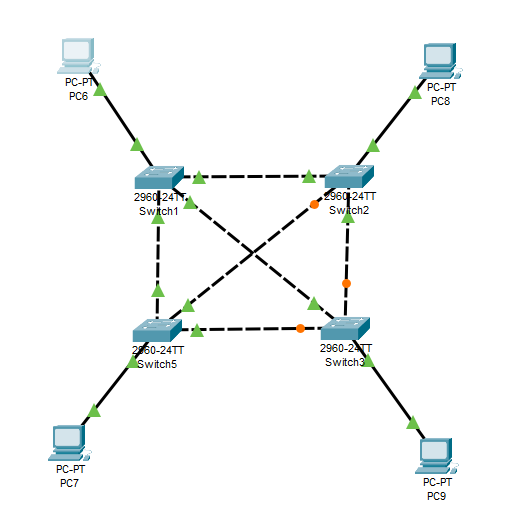 PC-PT
PC6
PC-PT
PC8
2960-24TT
Switch1
2960-24TT
Switch2
2960-24TT
Switch5
2960-24TT
Switch3
PC-PT
PC7
PC-PT
PC9